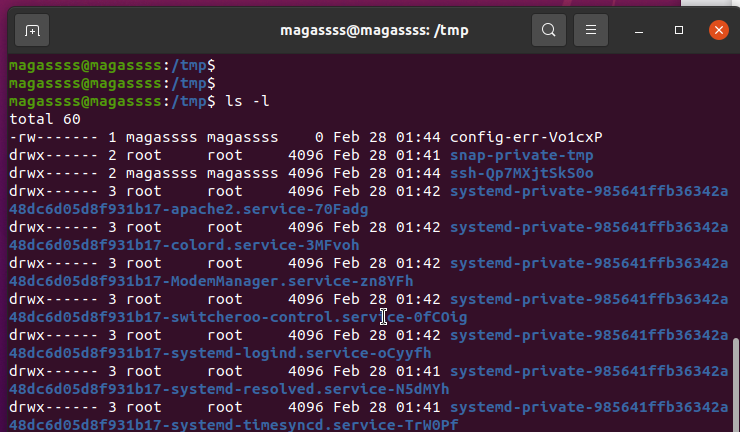 magassss@magassss: /tmp
magassss@magassss:/tmp$
magassss@magassss:/tmp$
magassss@magassss:/tmp$ ls -l
total 60
-rw------- 1 magassss magassss    0 Feb 28 01:44 config-err-Vo1cxP
drwx------ 2 root     root     4096 Feb 28 01:41 snap-private-tmp
drwx------ 2 magassss magassss 4096 Feb 28 01:44 ssh-Qp7MXjtSkS0o
drwx------ 3 root     root     4096 Feb 28 01:42 systemd-private-985641ffb36342a
48dc6d05d8f931b17-apache2.service-70Fadg
drwx------ 3 root     root     4096 Feb 28 01:42 systemd-private-985641ffb36342a
48dc6d05d8f931b17-colord.service-3MFvoh
drwx------ 3 root     root     4096 Feb 28 01:42 systemd-private-985641ffb36342a
48dc6d05d8f931b17-ModemManager.service-zn8YFh
drwx------ 3 root     root     4096 Feb 28 01:42 systemd-private-985641ffb36342a
48dc6d05d8f931b17-switcheroo-control.service-0fCOig
drwx------ 3 root     root     4096 Feb 28 01:42 systemd-private-985641ffb36342a
48dc6d05d8f931b17-systemd-logind.service-oCyyfh
drwx------ 3 root     root     4096 Feb 28 01:41 systemd-private-985641ffb36342a
48dc6d05d8f931b17-systemd-resolved.service-N5dMYh
drwx------ 3 root     root     4096 Feb 28 01:41 systemd-private-985641ffb36342a
48dc6d05d8f931b17-systemd-timesyncd.service-TrW0Pf